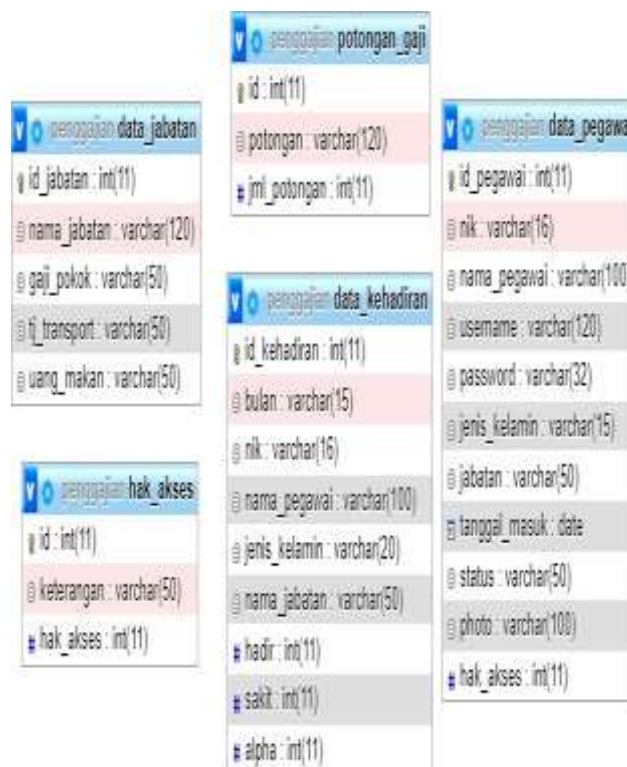 penggajian data_jabatan
id_jabatan : int(11)
nama_jabatan : varchar(120)
gaji_pokok : varchar(50)
tj_transport : varchar(50)
uang_makan : varchar(50)
penggajian hak_akses
id : int(11)
keterangan : varchar(50)
# hak_akses : int(11)
penggajian potongan_gaji
id : int(11)
potongan : varchar(120)
# jml_potongan : int(11)
penggajian data_kehadiran
id_kehadiran : int(11)
bulan : varchar(15)
nik : varchar(16)
nama_pegawai : varchar(100)
jenis_kelamin : varchar(20)
nama_jabatan : varchar(50)
# hadir : int(11)
# sakit : int(11)
# alpha : int(11)
penggajian data_pegawa
id_pegawai : int(11)
nik : varchar(16)
nama_pegawai : varchar(100
username : varchar(120)
password : varchar(32)
jenis_kelamin : varchar(15)
jabatan : varchar(50)
tanggal_masuk : date
status : varchar(50)
photo : varchar(100)
# hak_akses : int(11)